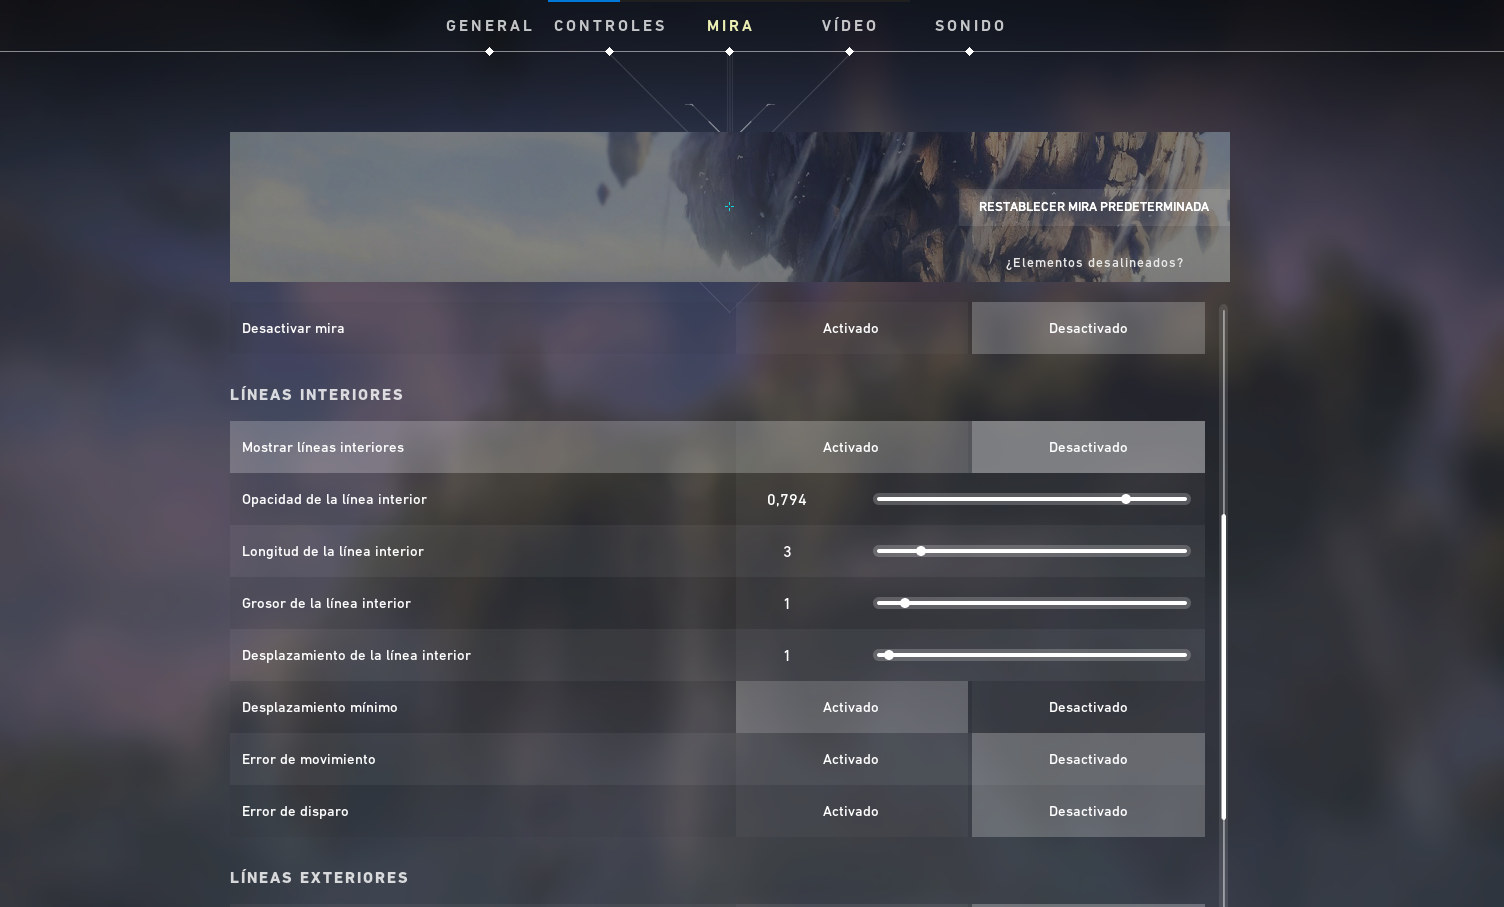 GENERAL CONTROLES MIRA VÍDEO SONIDO
RESTABLECER MIRA PREDETERMINADA
¿Elementos desalineados?
Desactivar mira Activado Desactivado
LÍNEAS INTERIORES
Mostrar líneas interiores Activado Desactivado
Opacidad de la línea interior 0,794
Longitud de la línea interior 3
Grosor de la línea interior 1
Desplazamiento de la línea interior 1
Desplazamiento mínimo Activado Desactivado
Error de movimiento Activado Desactivado
Error de disparo Activado Desactivado
LÍNEAS EXTERIORES